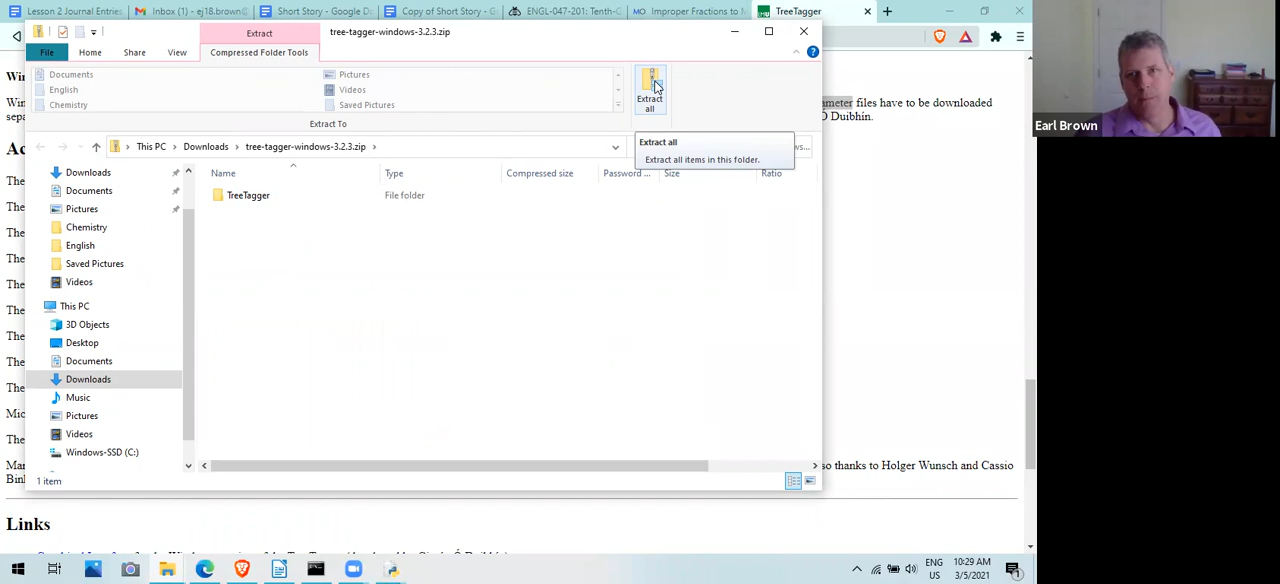 Lesson 2 Journal Entries
Inbox (1) - ej18.brown@
Short Story - Google D
Copy of Short Story - G
ENGL-047-201: Tenth-G
Improper Fractions to M
TreeTagger
Extract
tree-tagger-windows-3.2.3.zip
File
Home
Share
View
Compressed Folder Tools
Documents
English
Chemistry
Pictures
Videos
Saved Pictures
Extract all
Extract To
Extract all
Extract all items in this folder.
This PC
Downloads
tree-tagger-windows-3.2.3.zip
Name
Type
Compressed size
Password ...
Size
Ratio
TreeTagger
File folder
Downloads
Documents
Pictures
Chemistry
English
Saved Pictures
Videos
This PC
3D Objects
Desktop
Documents
Downloads
Music
Pictures
Videos
Windows-SSD (C:)
1 item
ameter files have to be downloaded
sepa
Ó Duibhín.
so thanks to Holger Wunsch and Cassio
Links
Earl Brown
ENG
US
10:29 AM
3/5/2021